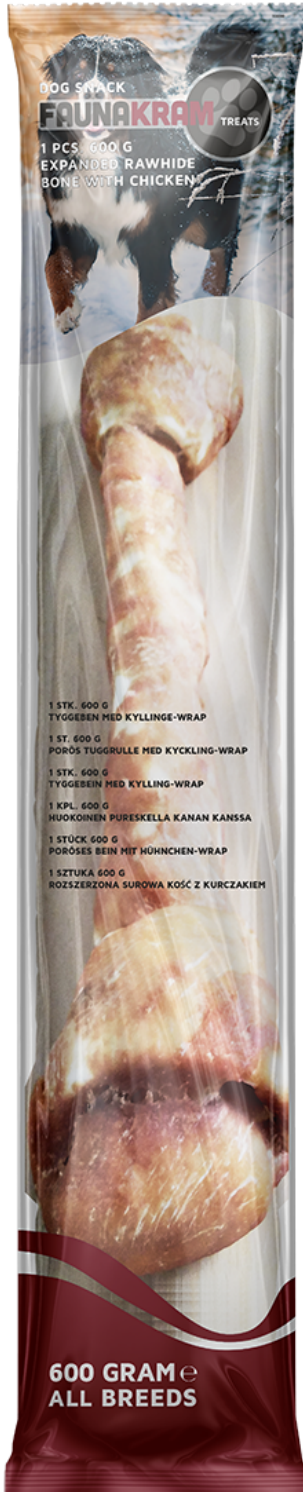 DOG SNACK
FAUNAKRAM TREATS
1 PCS. 600 G
EXPANDED RAWHIDE
BONE WITH CHICKEN
1 STK. 600 G
TYGGEBEN MED KYLLINGE-WRAP
1 ST. 600 G
PORÖS TUGGRULLE MED KYCKLING-WRAP
1 STK. 600 G
TYGGEBEIN MED KYLLING-WRAP
1 KPL. 600 G
HUOKOINEN PURESKELLA KANAN KANSSA
1 STÜCK 600 G
PORÖSES BEIN MIT HÜHNCHEN-WRAP
1 SZTUKA 600 G
ROZSZERZONA SUROWA KOŚĆ Z KURCZAKIEM
600 GRAM ℮
ALL BREEDS